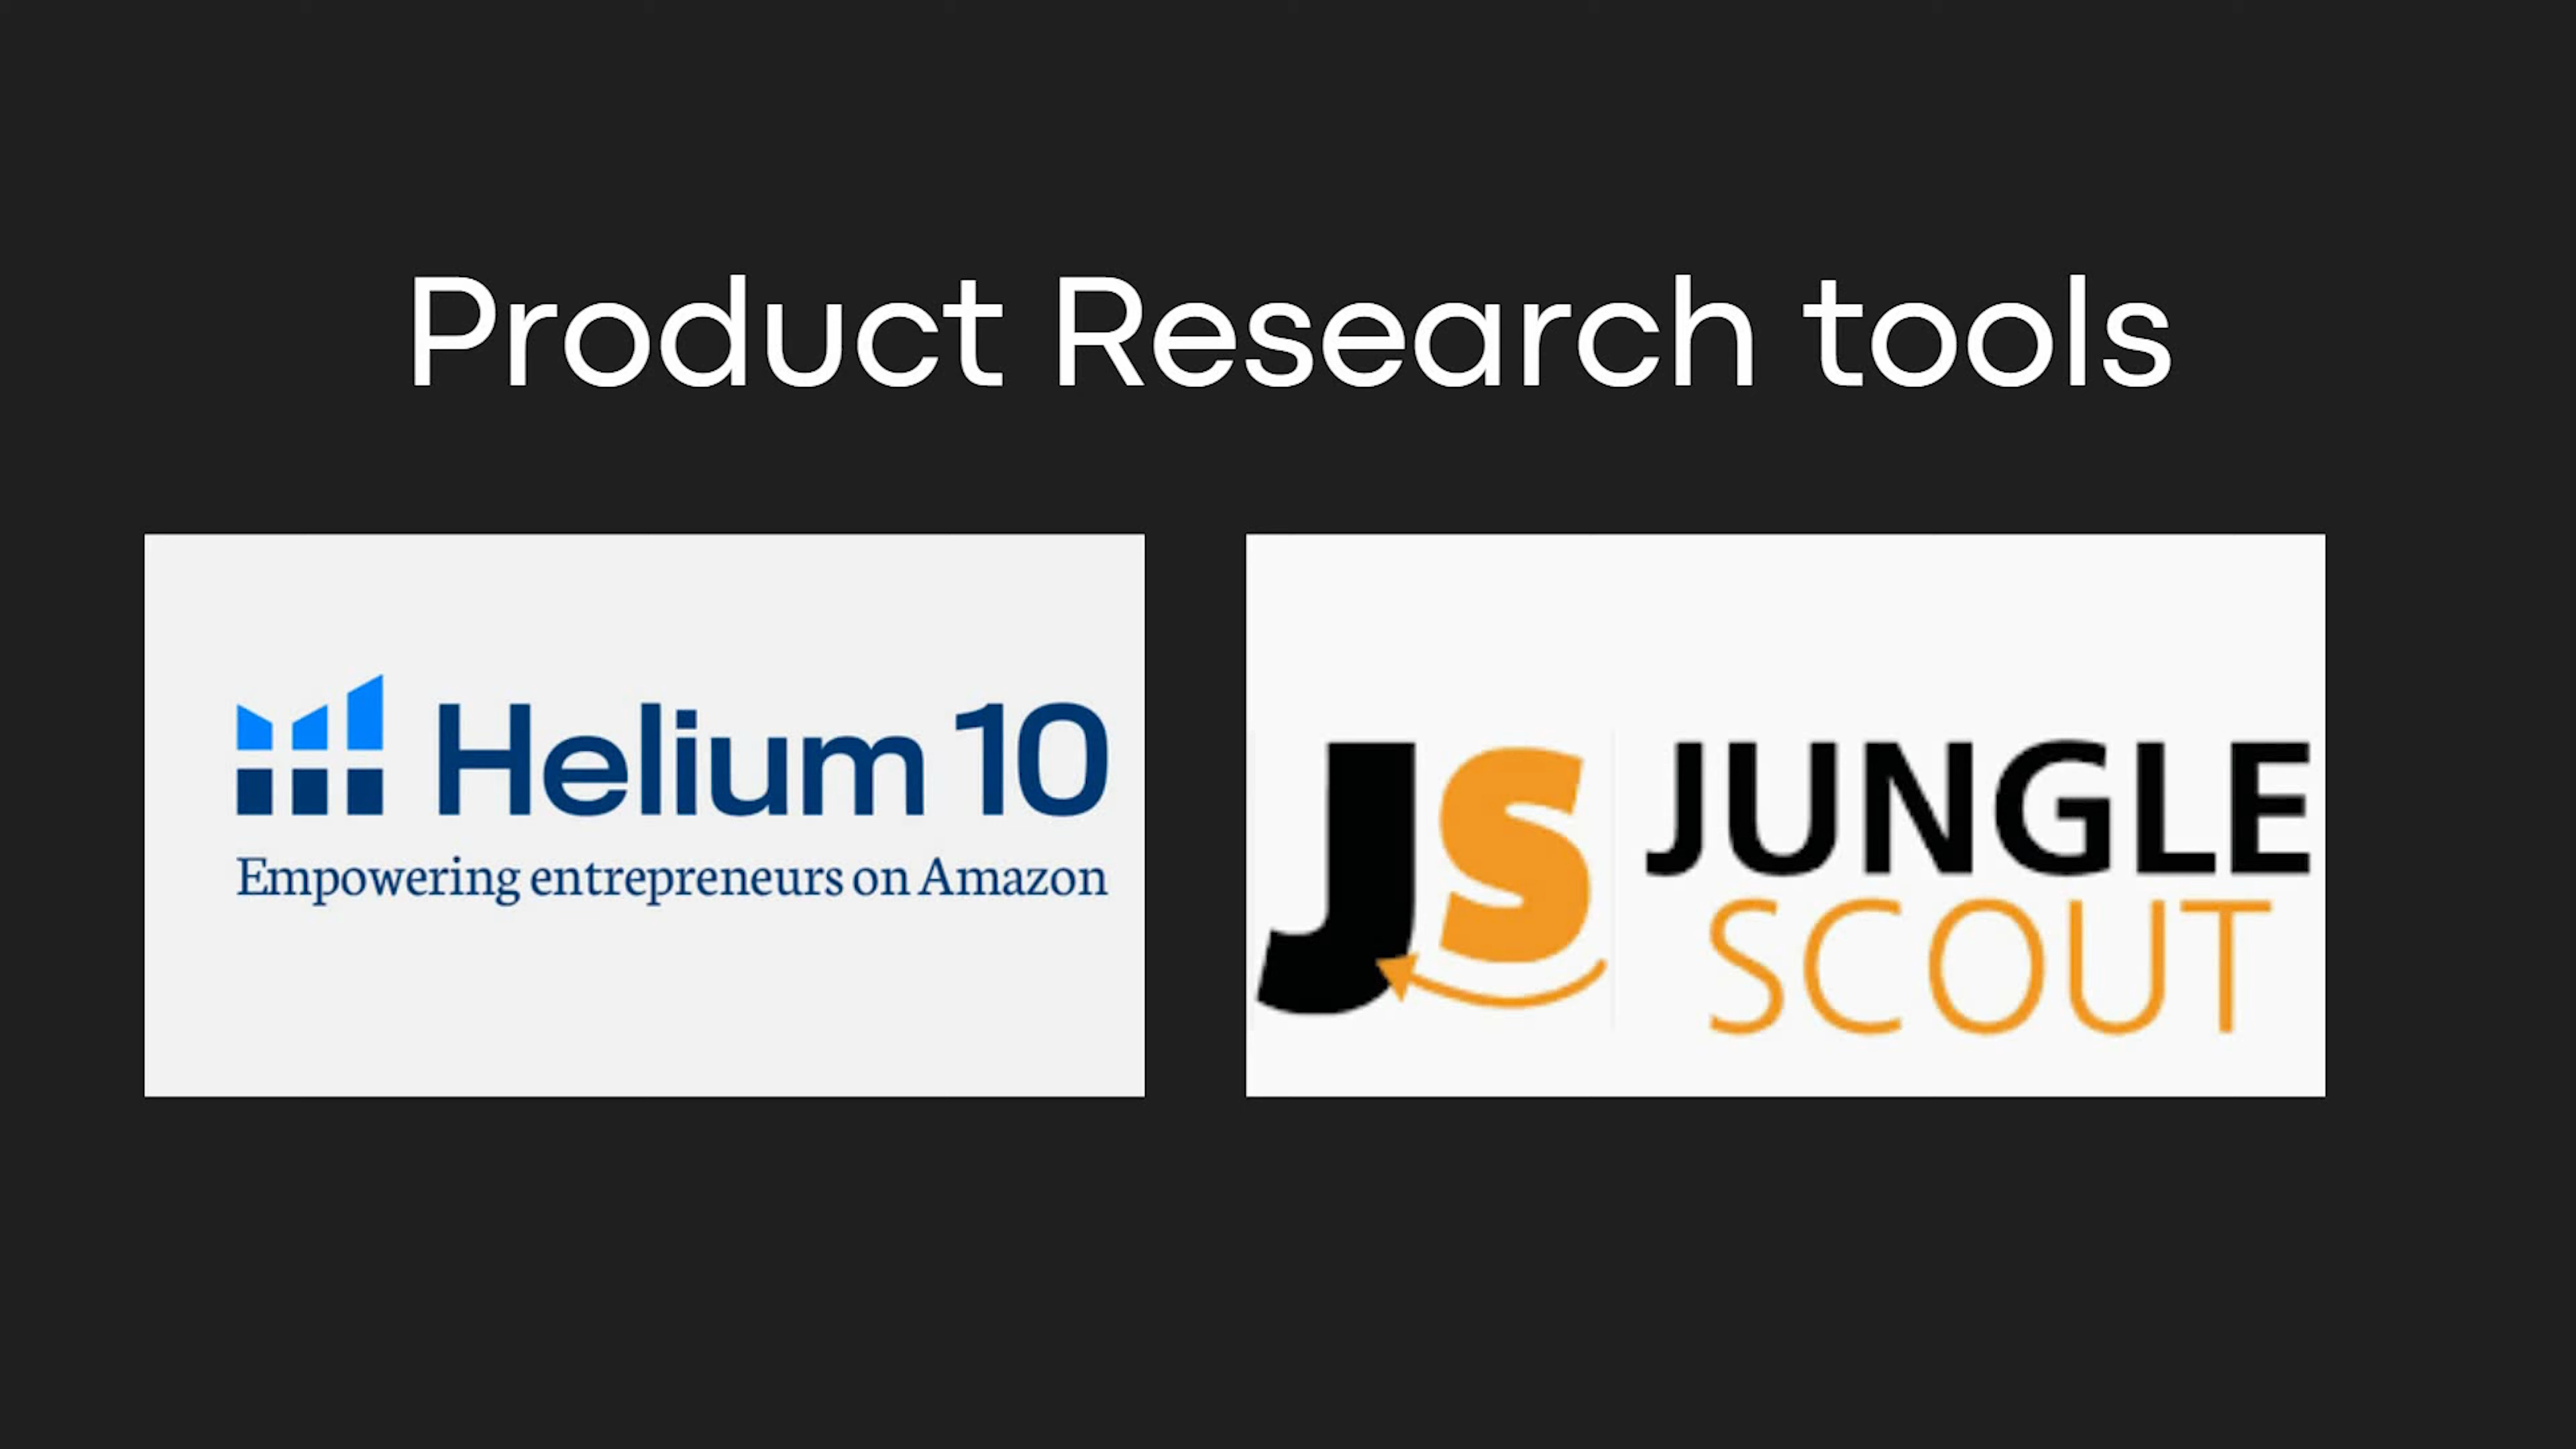 Product Research tools
Helium 10
Empowering entrepreneurs on Amazon
JS
JUNGLE
SCOUT